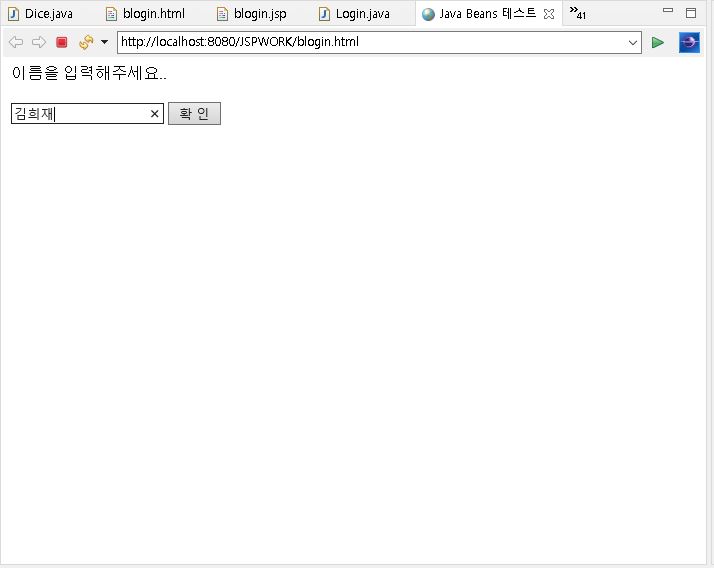 Dice.java blogin.html blogin.jsp Login.java Java Beans 테스트 »41
http://localhost:8080/JSPWORK/blogin.html
이름을 입력해주세요..
김희재 확 인